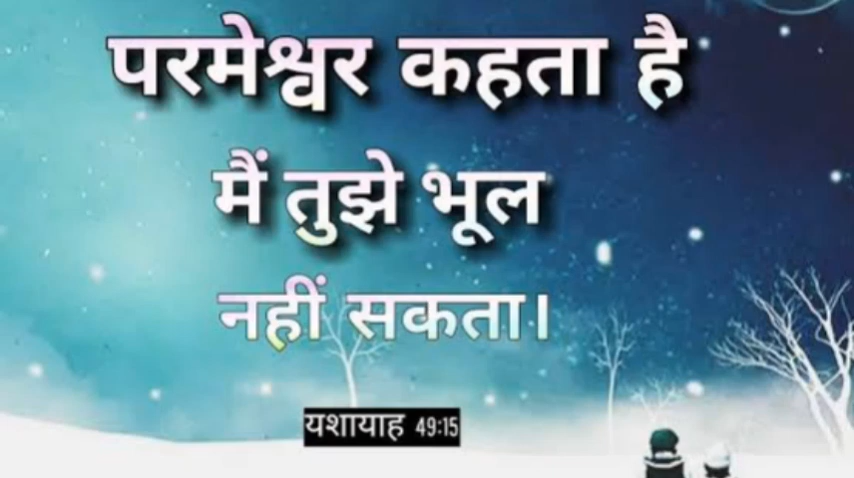 परमेश्वर कहता है
मैं तुझे भूल
नहीं सकता।
यशायाह 49:15